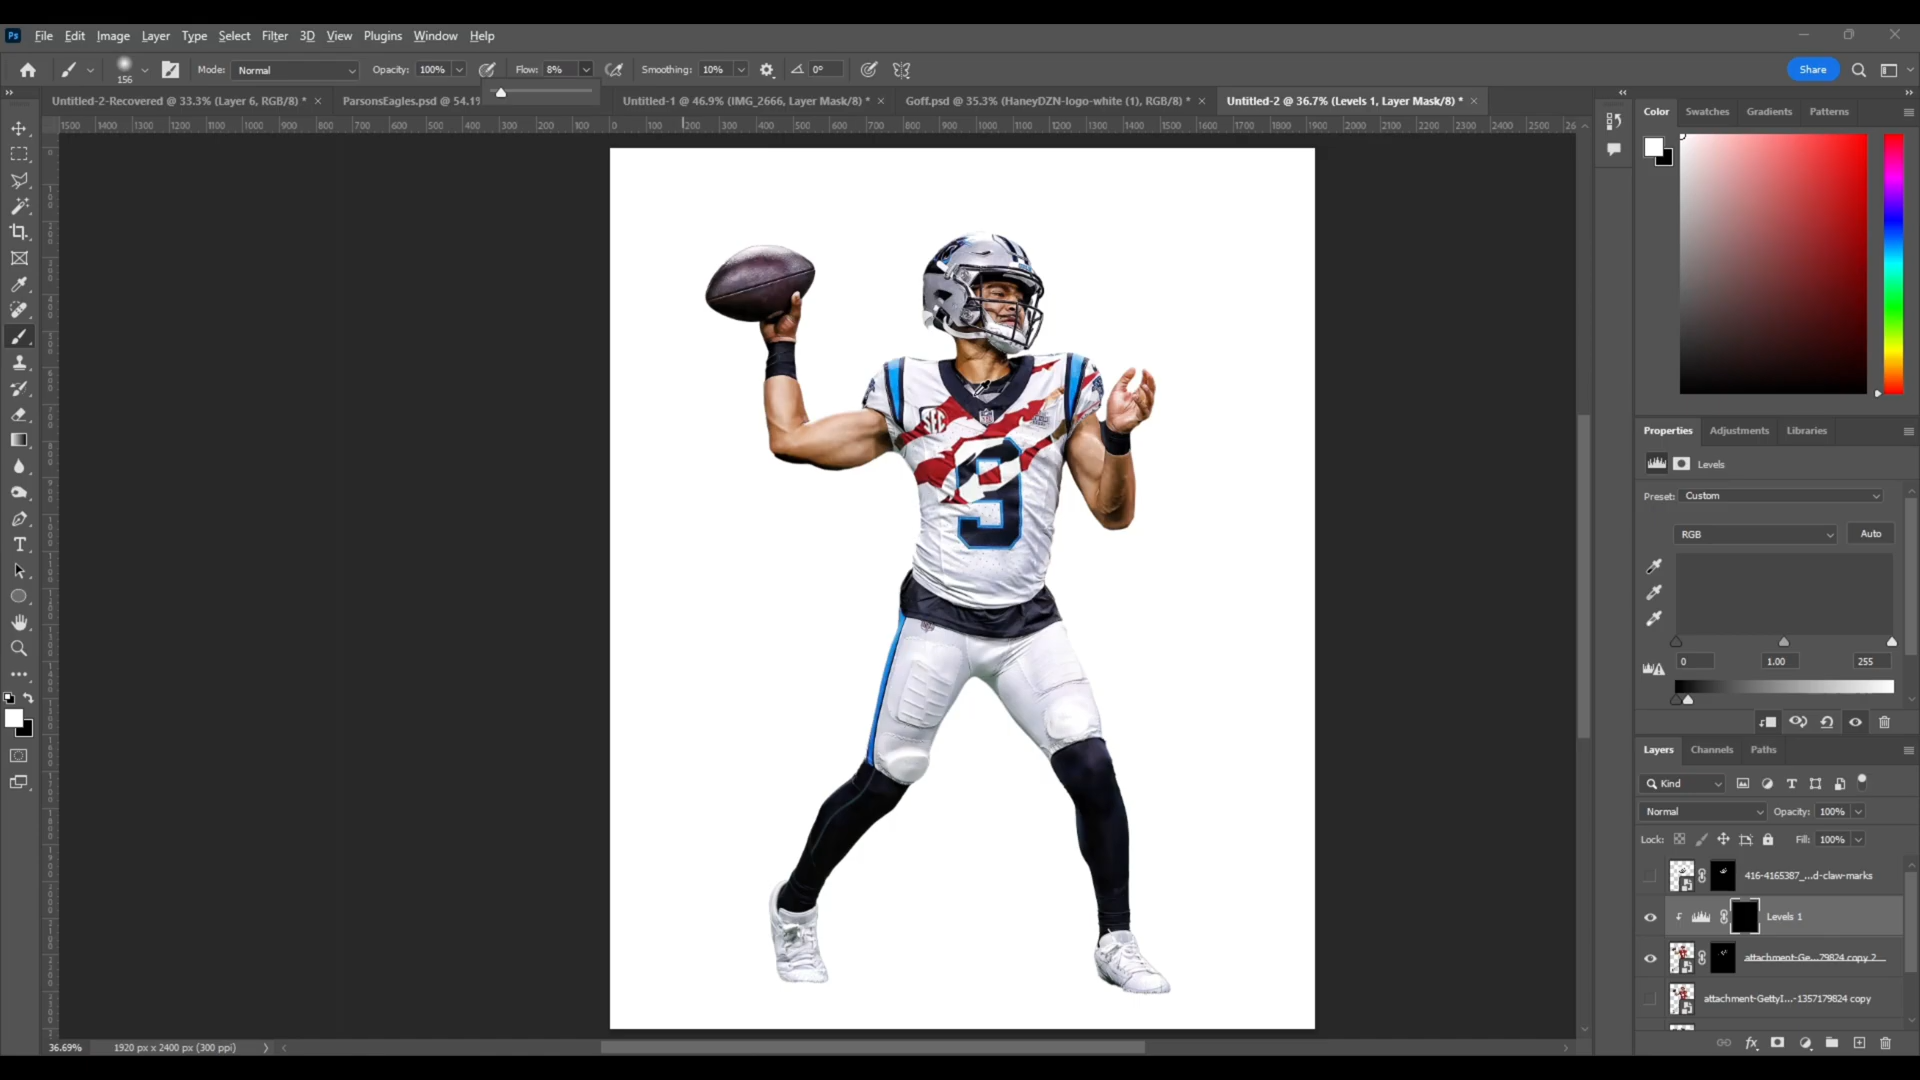 Ps File Edit Image Layer Type Select Filter 3D View Plugins Window Help
156 Mode: Normal Opacity: 100% Flow: 8% Smoothing: 10% 0° Share
Untitled-2-Recovered @ 33.3% (Layer 6, RGB/8) * × ParsonsEagles.psd @ 54.1 Untitled-1 @ 46.9% (IMG_2666, Layer Mask/8) * × Goff.psd @ 35.3% (HaneyDZN-logo-white (1), RGB/8) * × Untitled-2 @ 36.7% (Levels 1, Layer Mask/8) * ×
1500 1400 1300 1200 1100 1000 900 800 700 600 500 400 300 200 100 0 100 200 300 400 500 600 700 800 900 1000 1100 1200 1300 1400 1500 1600 1700 1800 1900 2000 2100 2200 2300 2400 2500 26
Color Swatches Gradients Patterns
SEC
NFL
9
Properties Adjustments Libraries
Levels
Preset: Custom
RGB Auto
0 1.00 255
Layers Channels Paths
Kind
Normal Opacity: 100%
Lock: Fill: 100%
416-4165387_...d-claw-marks
Levels 1
attachment-Ge...79824 copy 2
attachment-GettyI...-1357179824 copy
36.69% 1920 px x 2400 px (300 ppi)